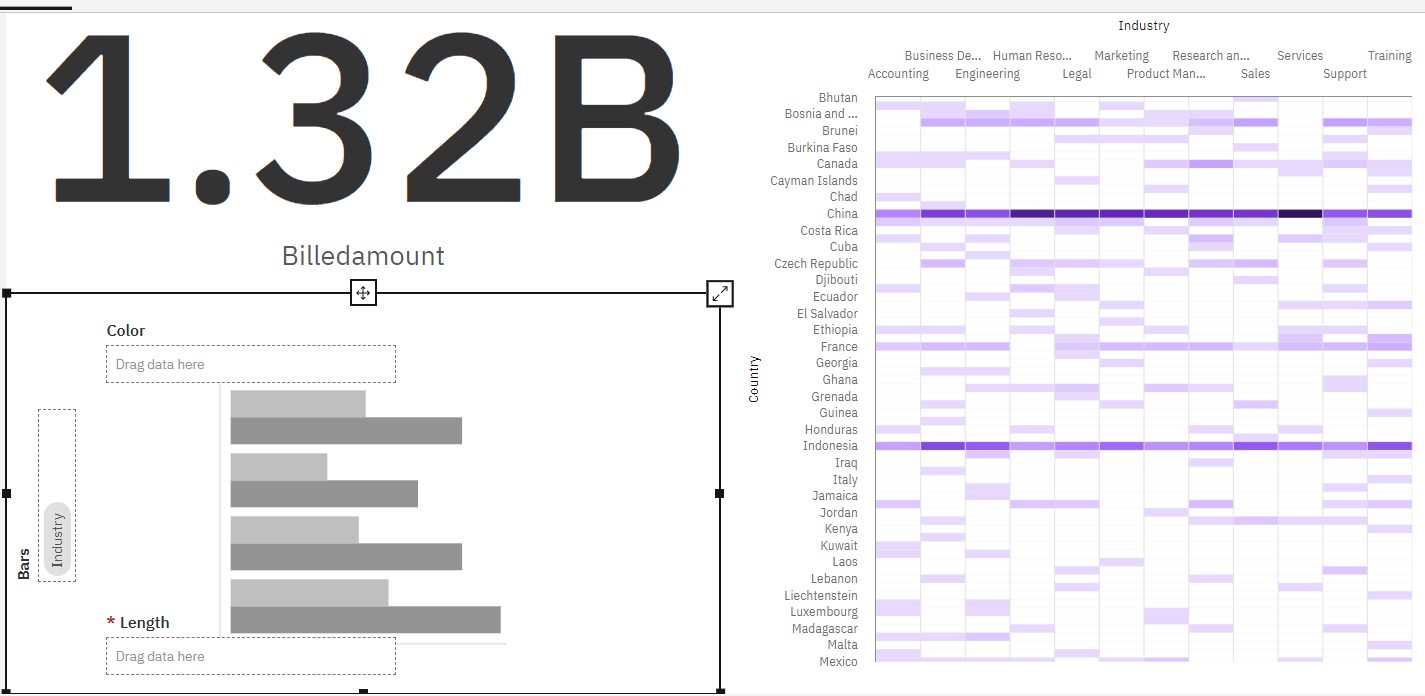 1.32B
Billedamount
Color
Drag data here
Bars
Industry
* Length
Drag data here
Industry
Business De... Human Reso... Marketing Research an... Services Training
Accounting Engineering Legal Product Man... Sales Support
Country
Bhutan
Bosnia and ...
Brunei
Burkina Faso
Canada
Cayman Islands
Chad
China
Costa Rica
Cuba
Czech Republic
Djibouti
Ecuador
El Salvador
Ethiopia
France
Georgia
Ghana
Grenada
Guinea
Honduras
Indonesia
Iraq
Italy
Jamaica
Jordan
Kenya
Kuwait
Laos
Lebanon
Liechtenstein
Luxembourg
Madagascar
Malta
Mexico